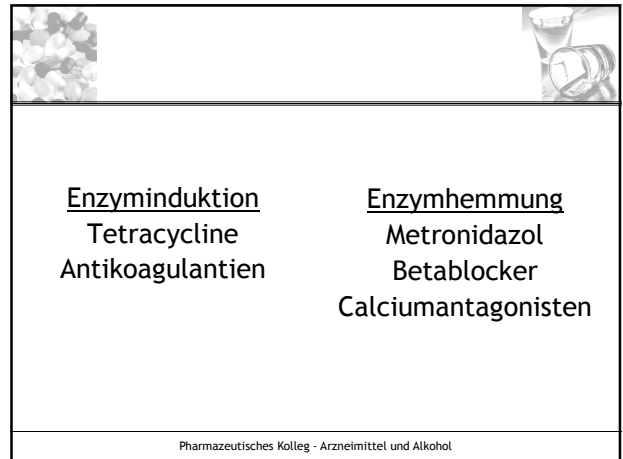 Enzyminduktion
Tetracycline
Antikoagulantien
Enzymhemmung
Metronidazol
Betablocker
Calciumantagonisten
Pharmazeutisches Kolleg - Arzneimittel und Alkohol